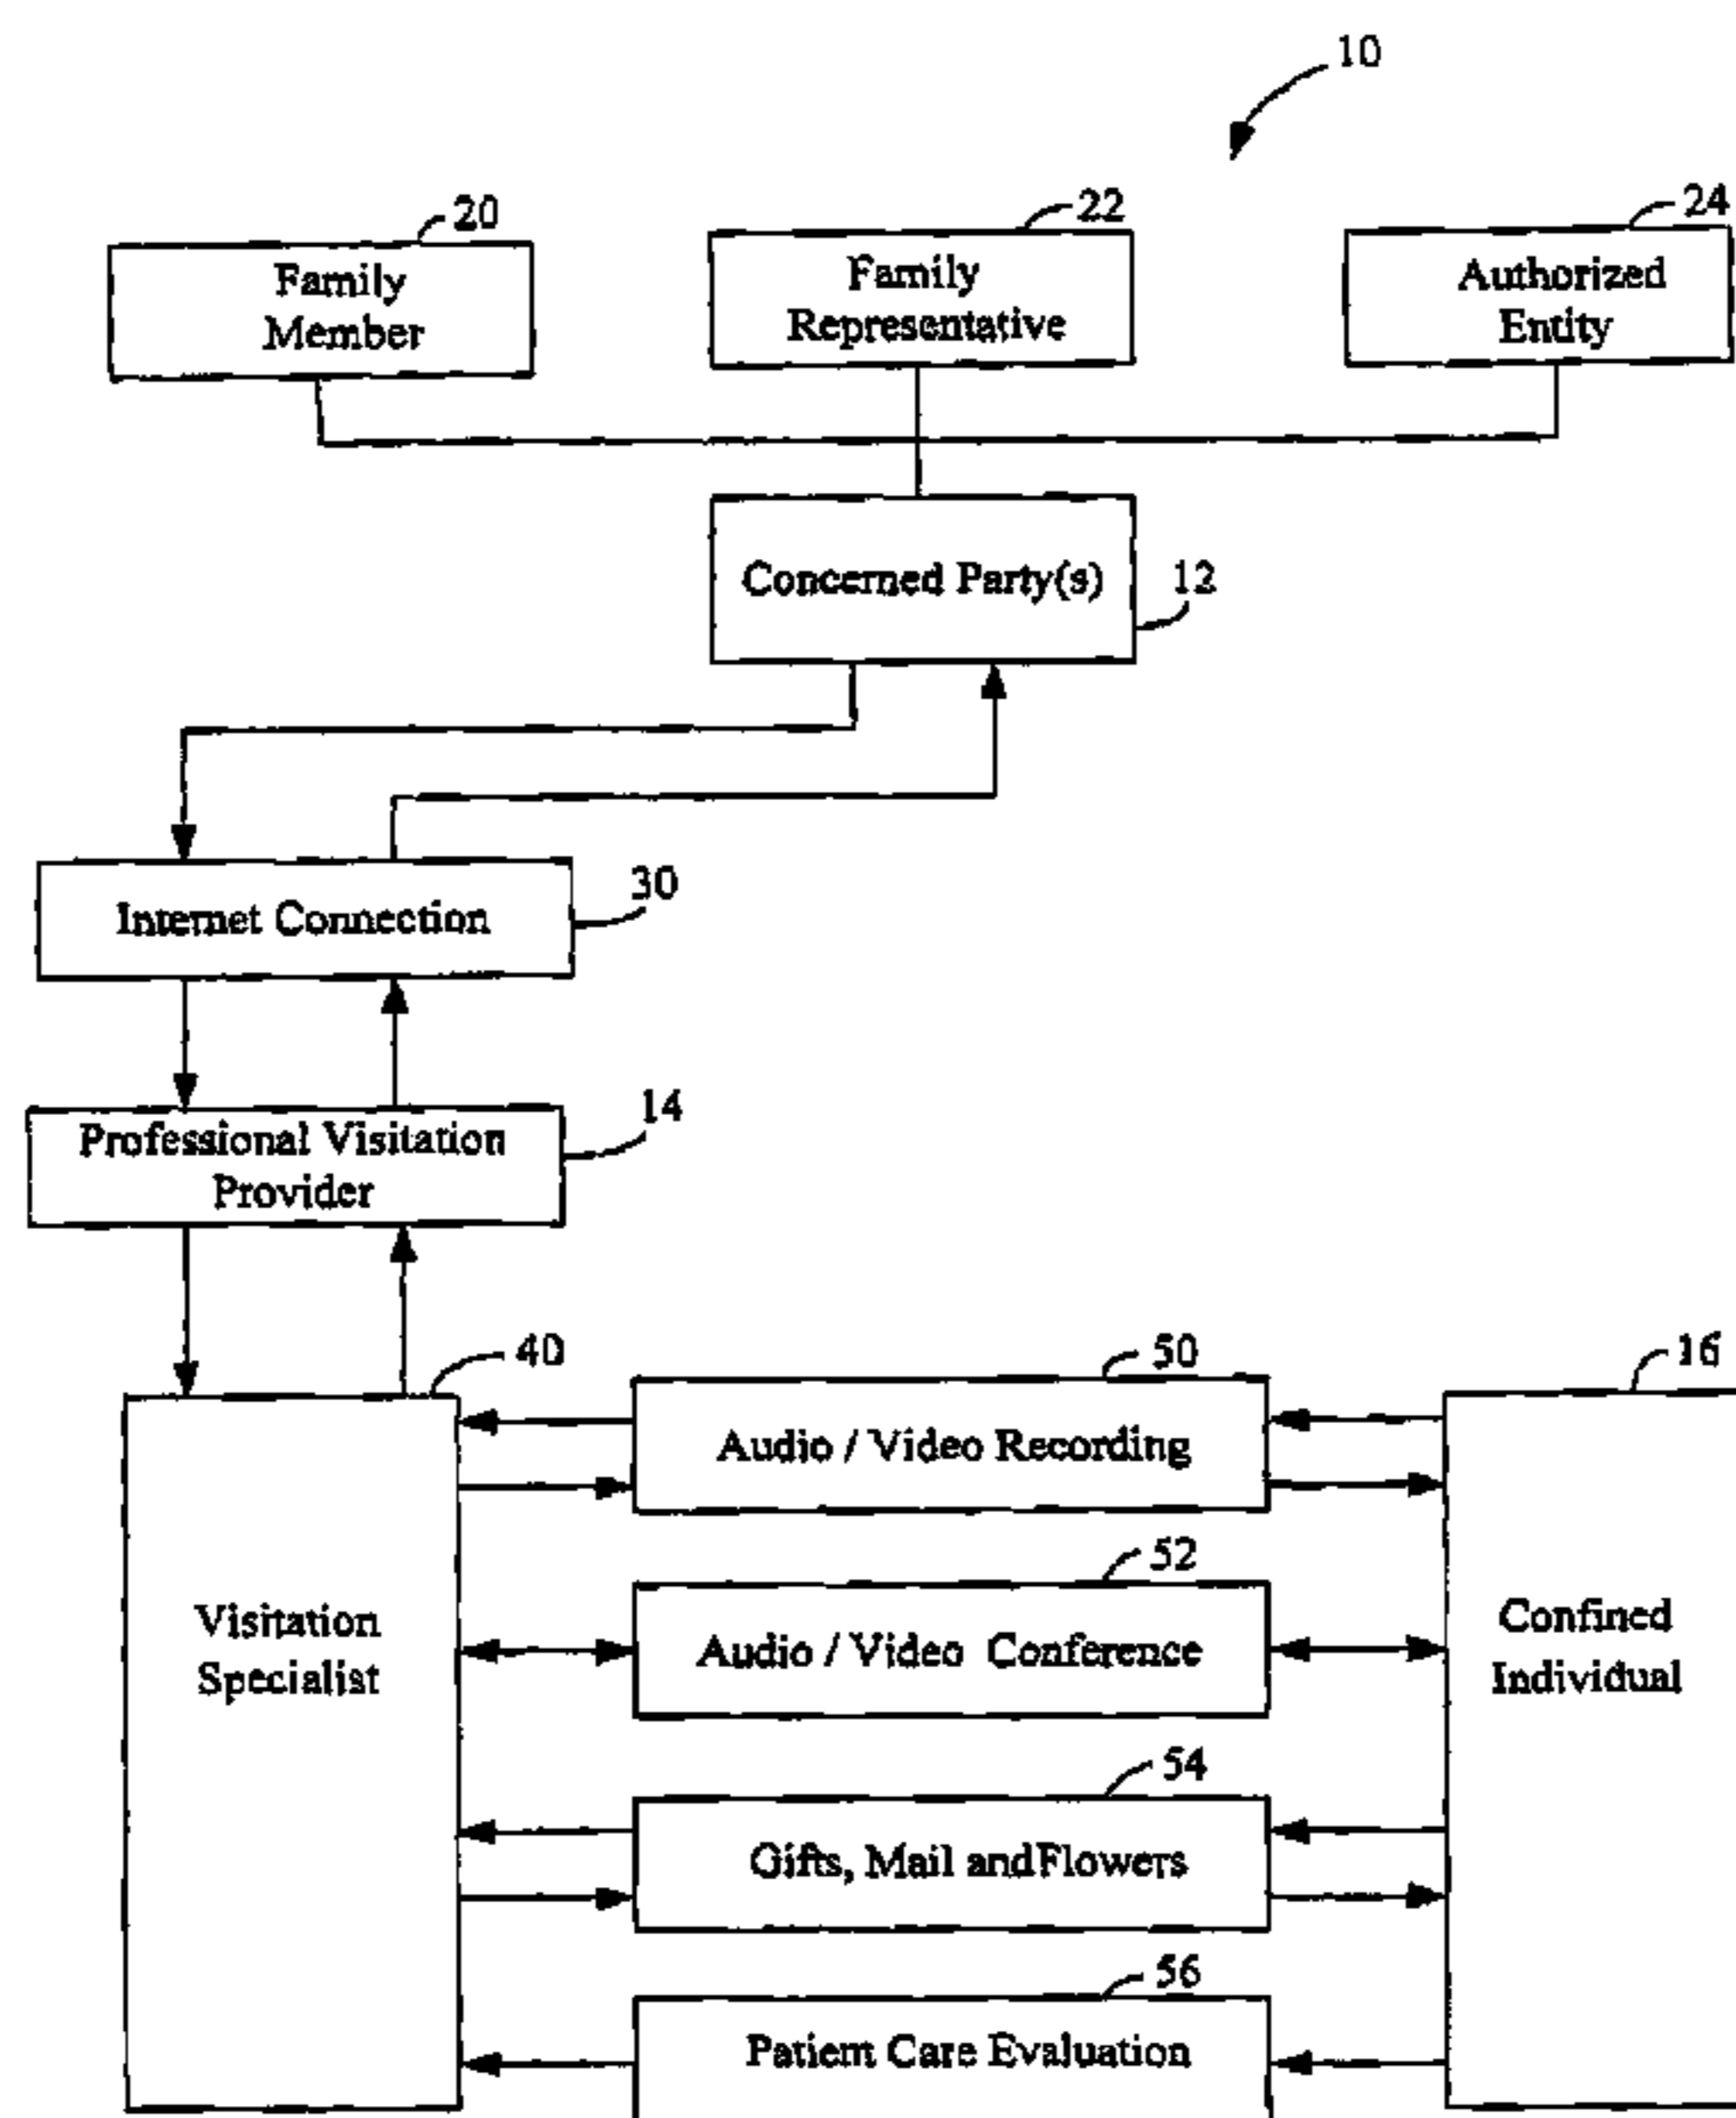 10
20
22
24
Family
Member
Family
Representative
Authorized
Entity
Concerned Party(s)
12
Internet Connection
30
Professional Visitation
Provider
14
40
50
16
Audio / Video Recording
52
Visitation
Specialist
Audio / Video Conference
Confined
Individual
54
Gifts, Mail andFlowers
56
Patient Care Evaluation